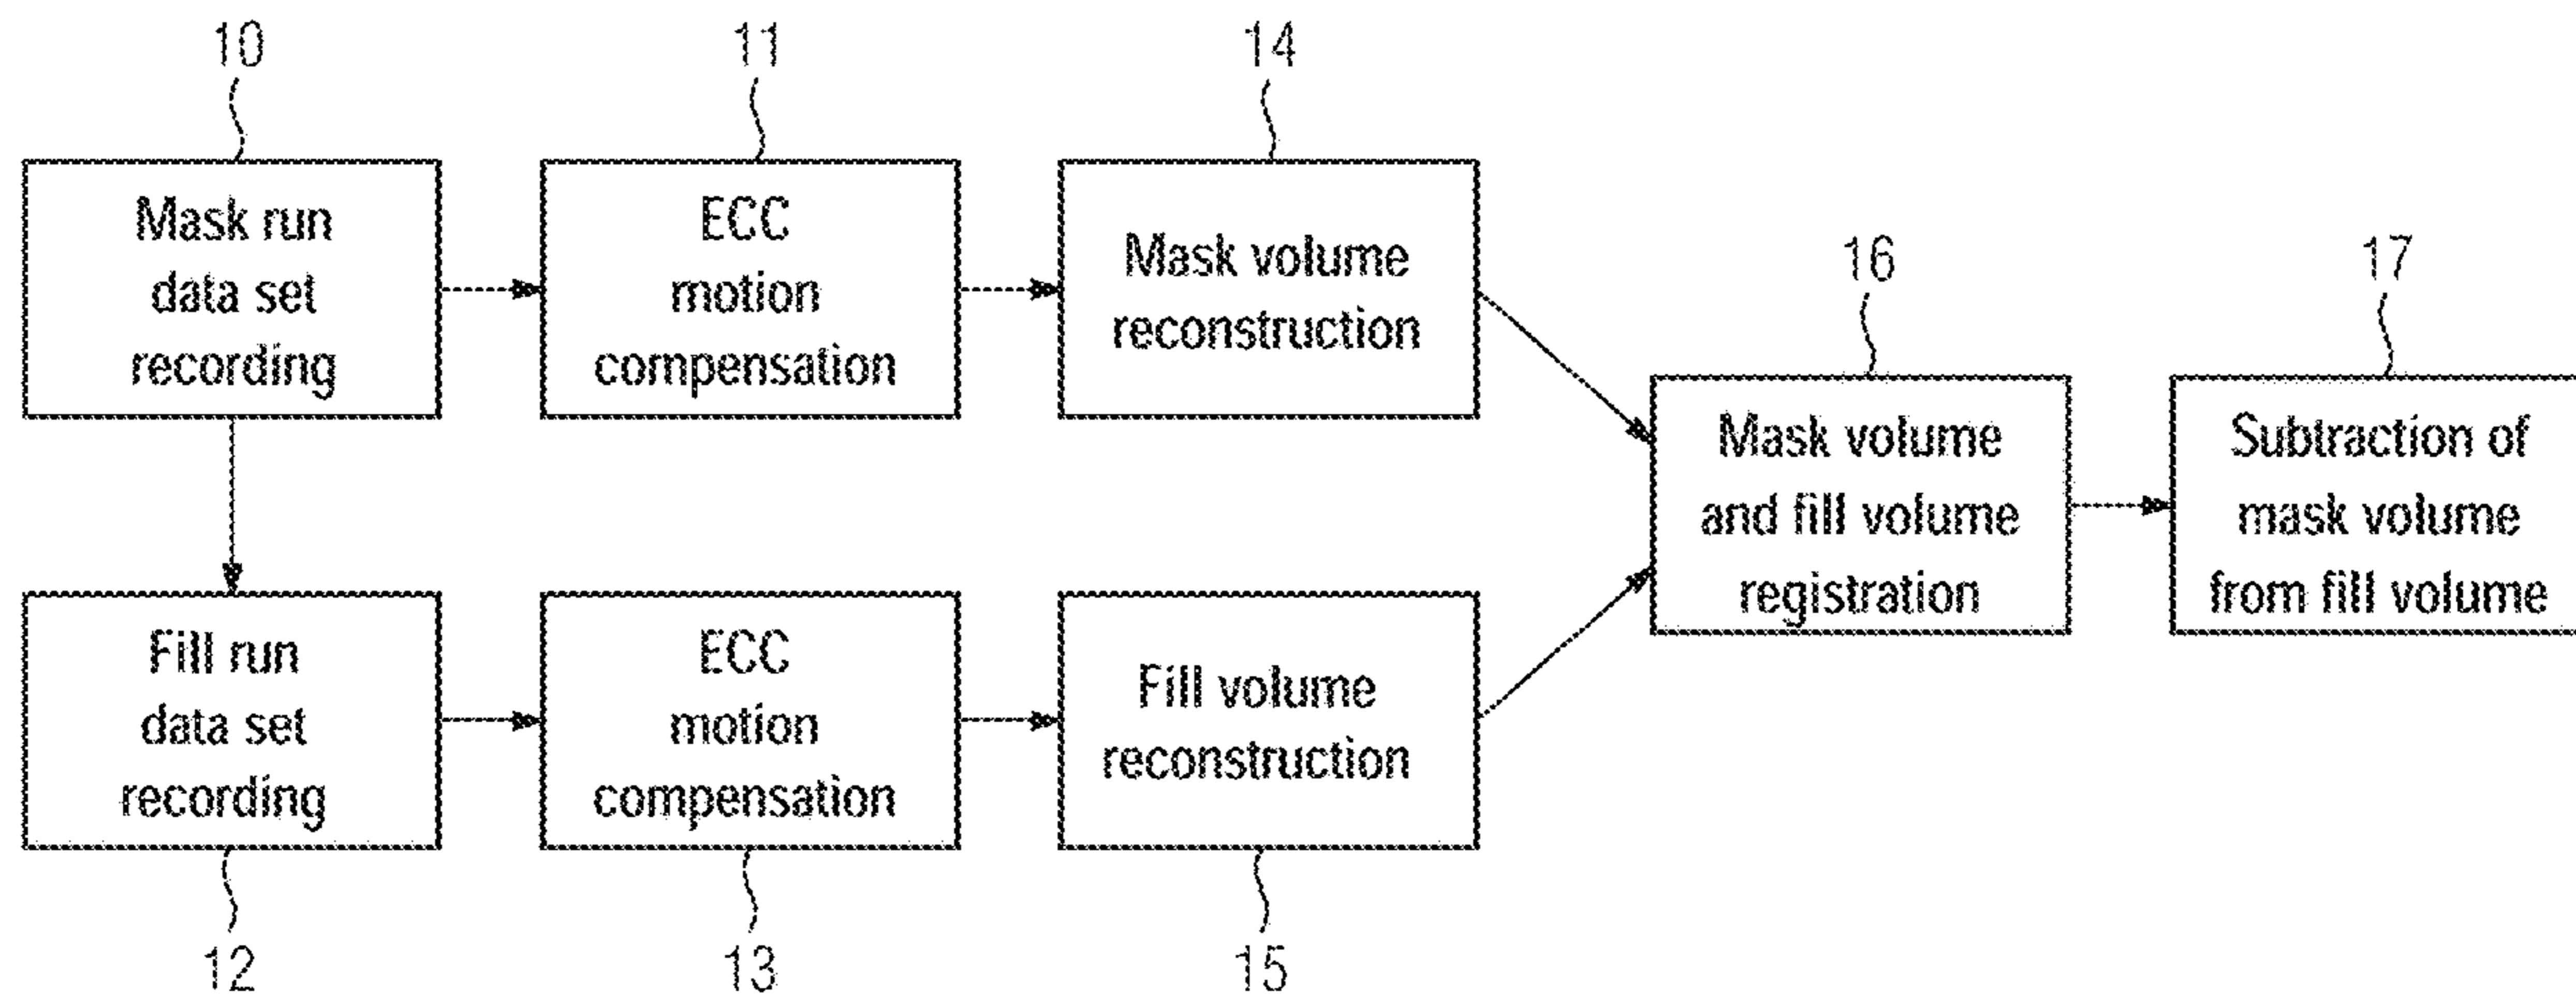 10
11
14
Mask run
data set
recording
ECC
motion
compensation
Mask volume
reconstruction
16
17
Mask volume
and fill volume
registration
Subtraction of
mask volume
from fill volume
Fill run
data set
recording
ECC
motion
compensation
Fill volume
reconstruction
12
13
15